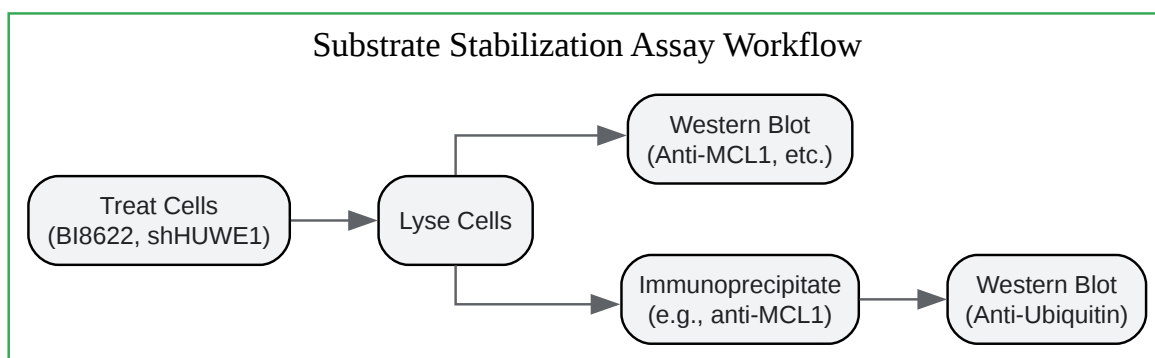 Substrate Stabilization Assay Workflow
Treat Cells
(BI8622, shHUWE1)
Lyse Cells
Western Blot
(Anti-MCL1, etc.)
Immunoprecipitate
(e.g., anti-MCL1)
Western Blot
(Anti-Ubiquitin)